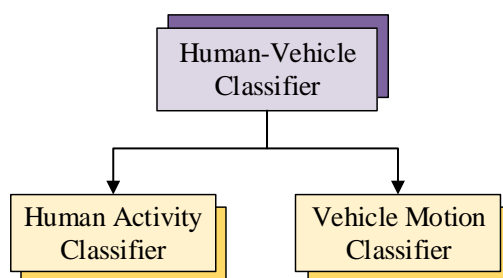 Human-Vehicle
Classifier
Human Activity
Classifier
Vehicle Motion
Classifier